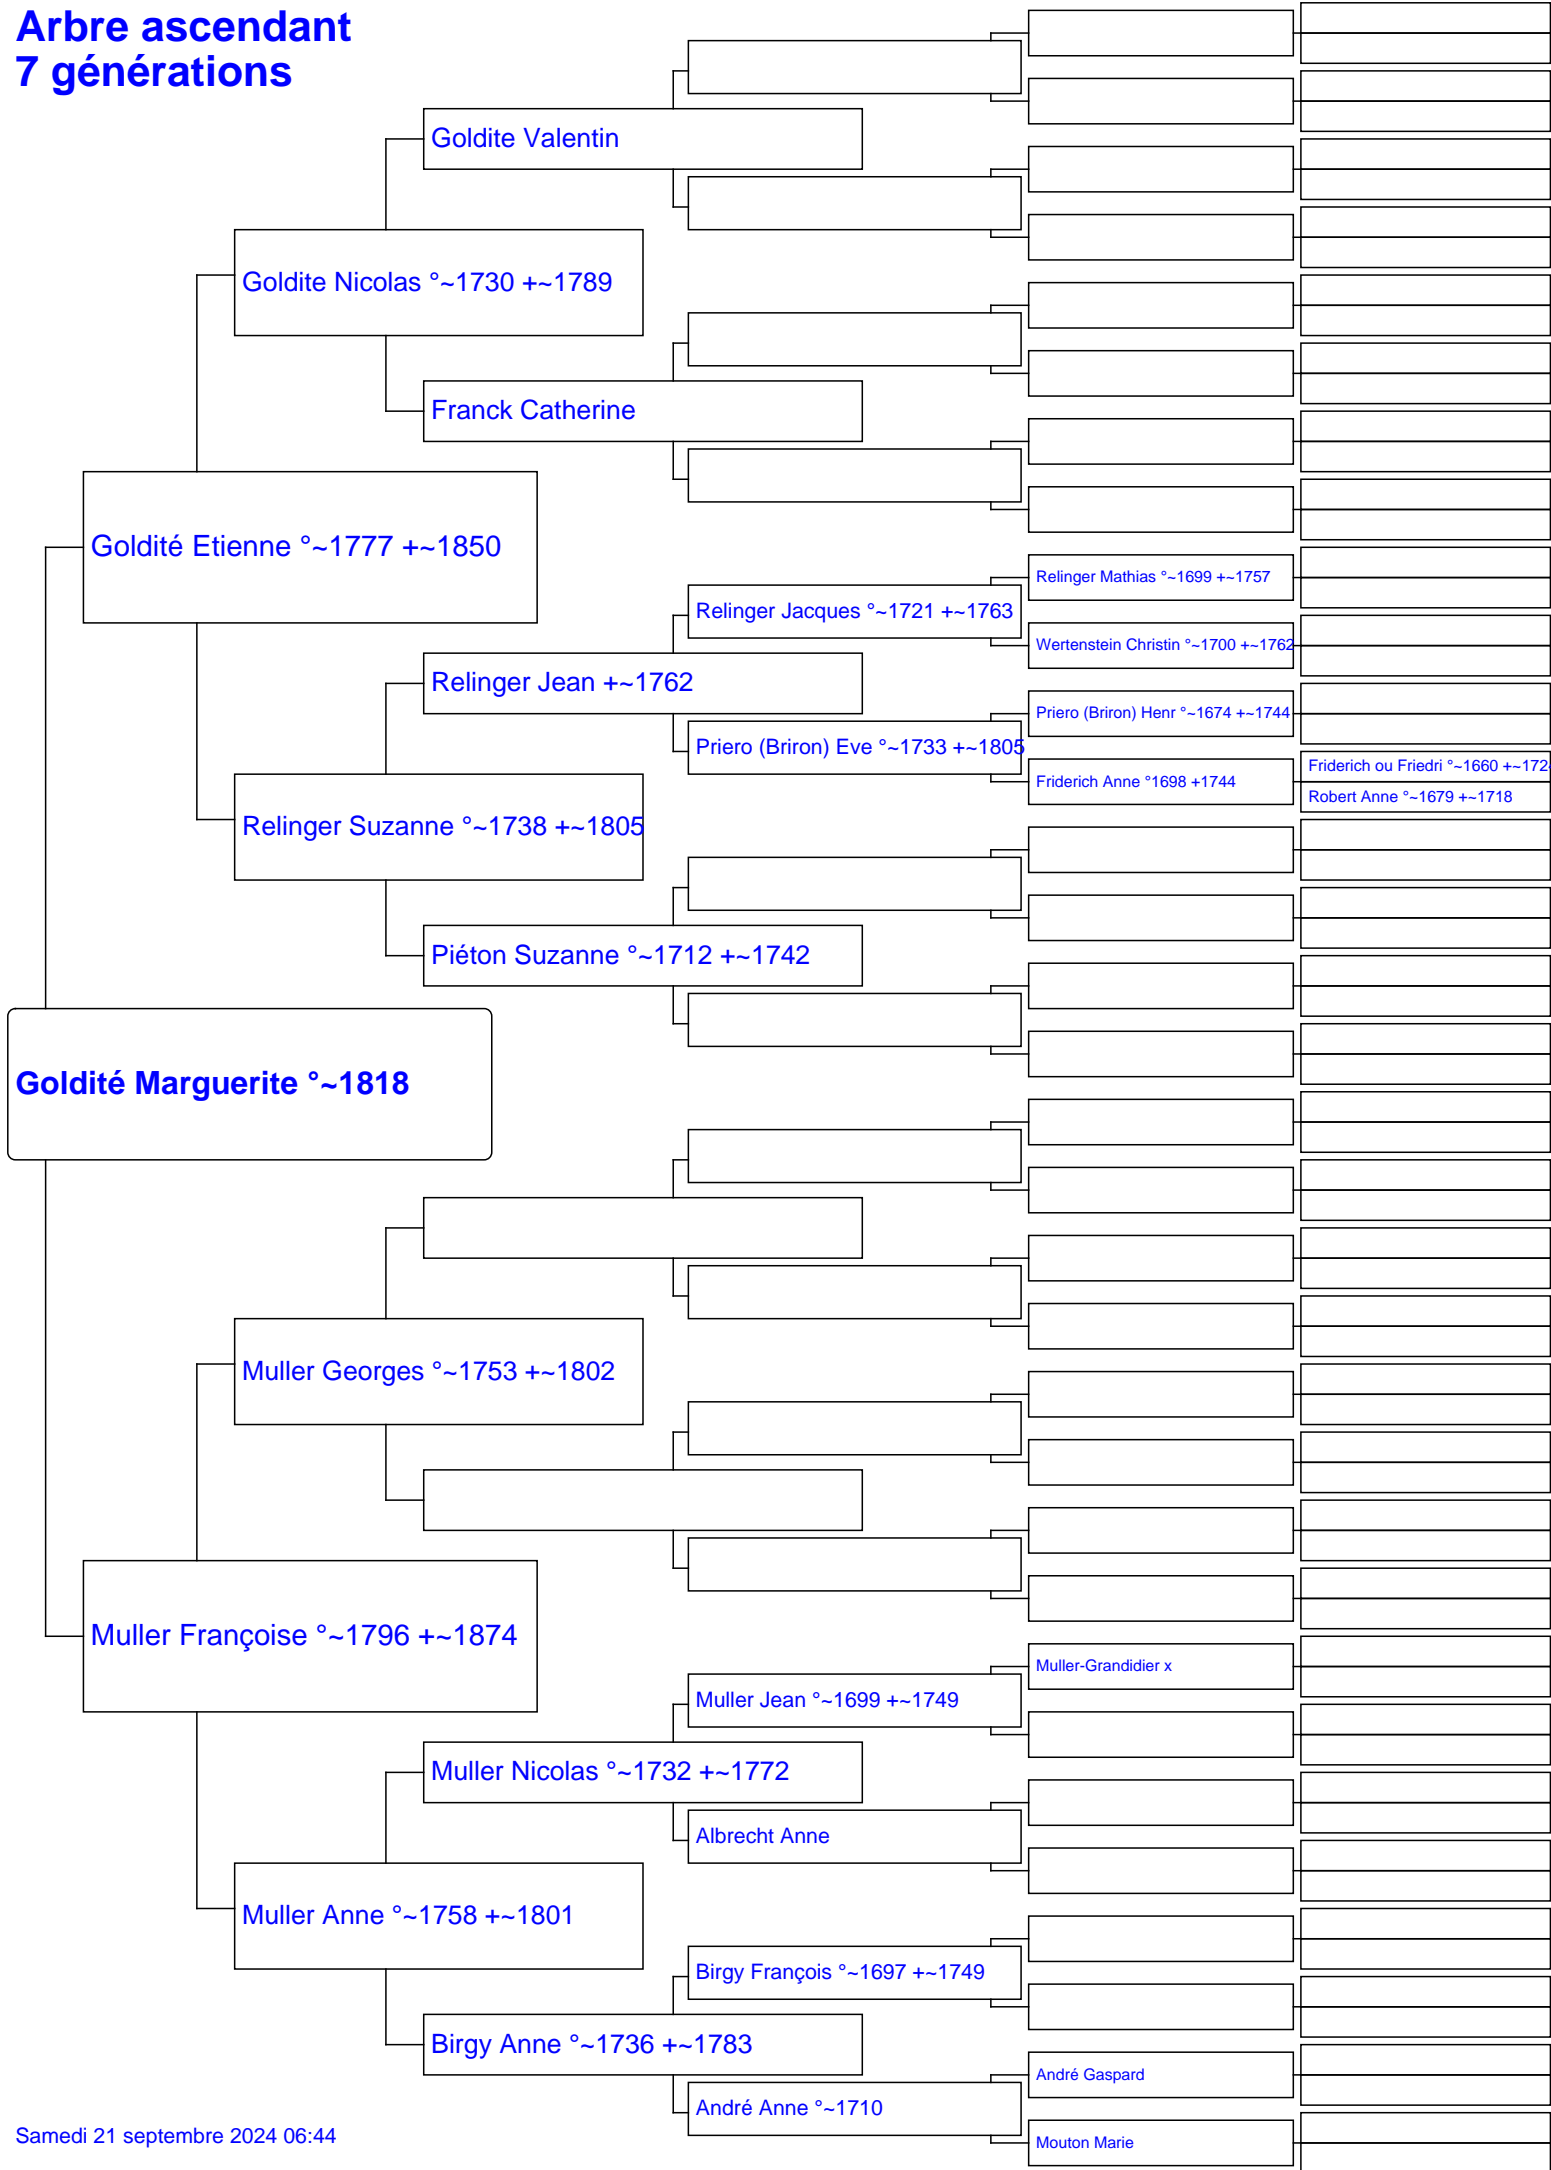 Arbre ascendant
7 générations
Goldite Valentin
Goldite Nicolas °~1730 +~1789
Franck Catherine
Goldité Etienne °~1777 +~1850
Relinger Mathias °~1699 +~1757
Relinger Jacques °~1721 +~1763
Wertenstein Christin °~1700 +~1762
Relinger Jean +~1762
Priero (Briron) Henr °~1674 +~1744
Priero (Briron) Eve °~1733 +~1805
Friderich ou Friedri °~1660 +~172
Friderich Anne °1698 +1744
Robert Anne °~1679 +~1718
Relinger Suzanne °~1738 +~1805
Piéton Suzanne °~1712 +~1742
Goldité Marguerite °~1818
Muller Georges °~1753 +~1802
Muller Françoise °~1796 +~1874
Muller-Grandidier x
Muller Jean °~1699 +~1749
Muller Nicolas °~1732 +~1772
Albrecht Anne
Muller Anne °~1758 +~1801
Birgy François °~1697 +~1749
Birgy Anne °~1736 +~1783
André Gaspard
André Anne °~1710
Mouton Marie
Samedi 21 septembre 2024 06:44